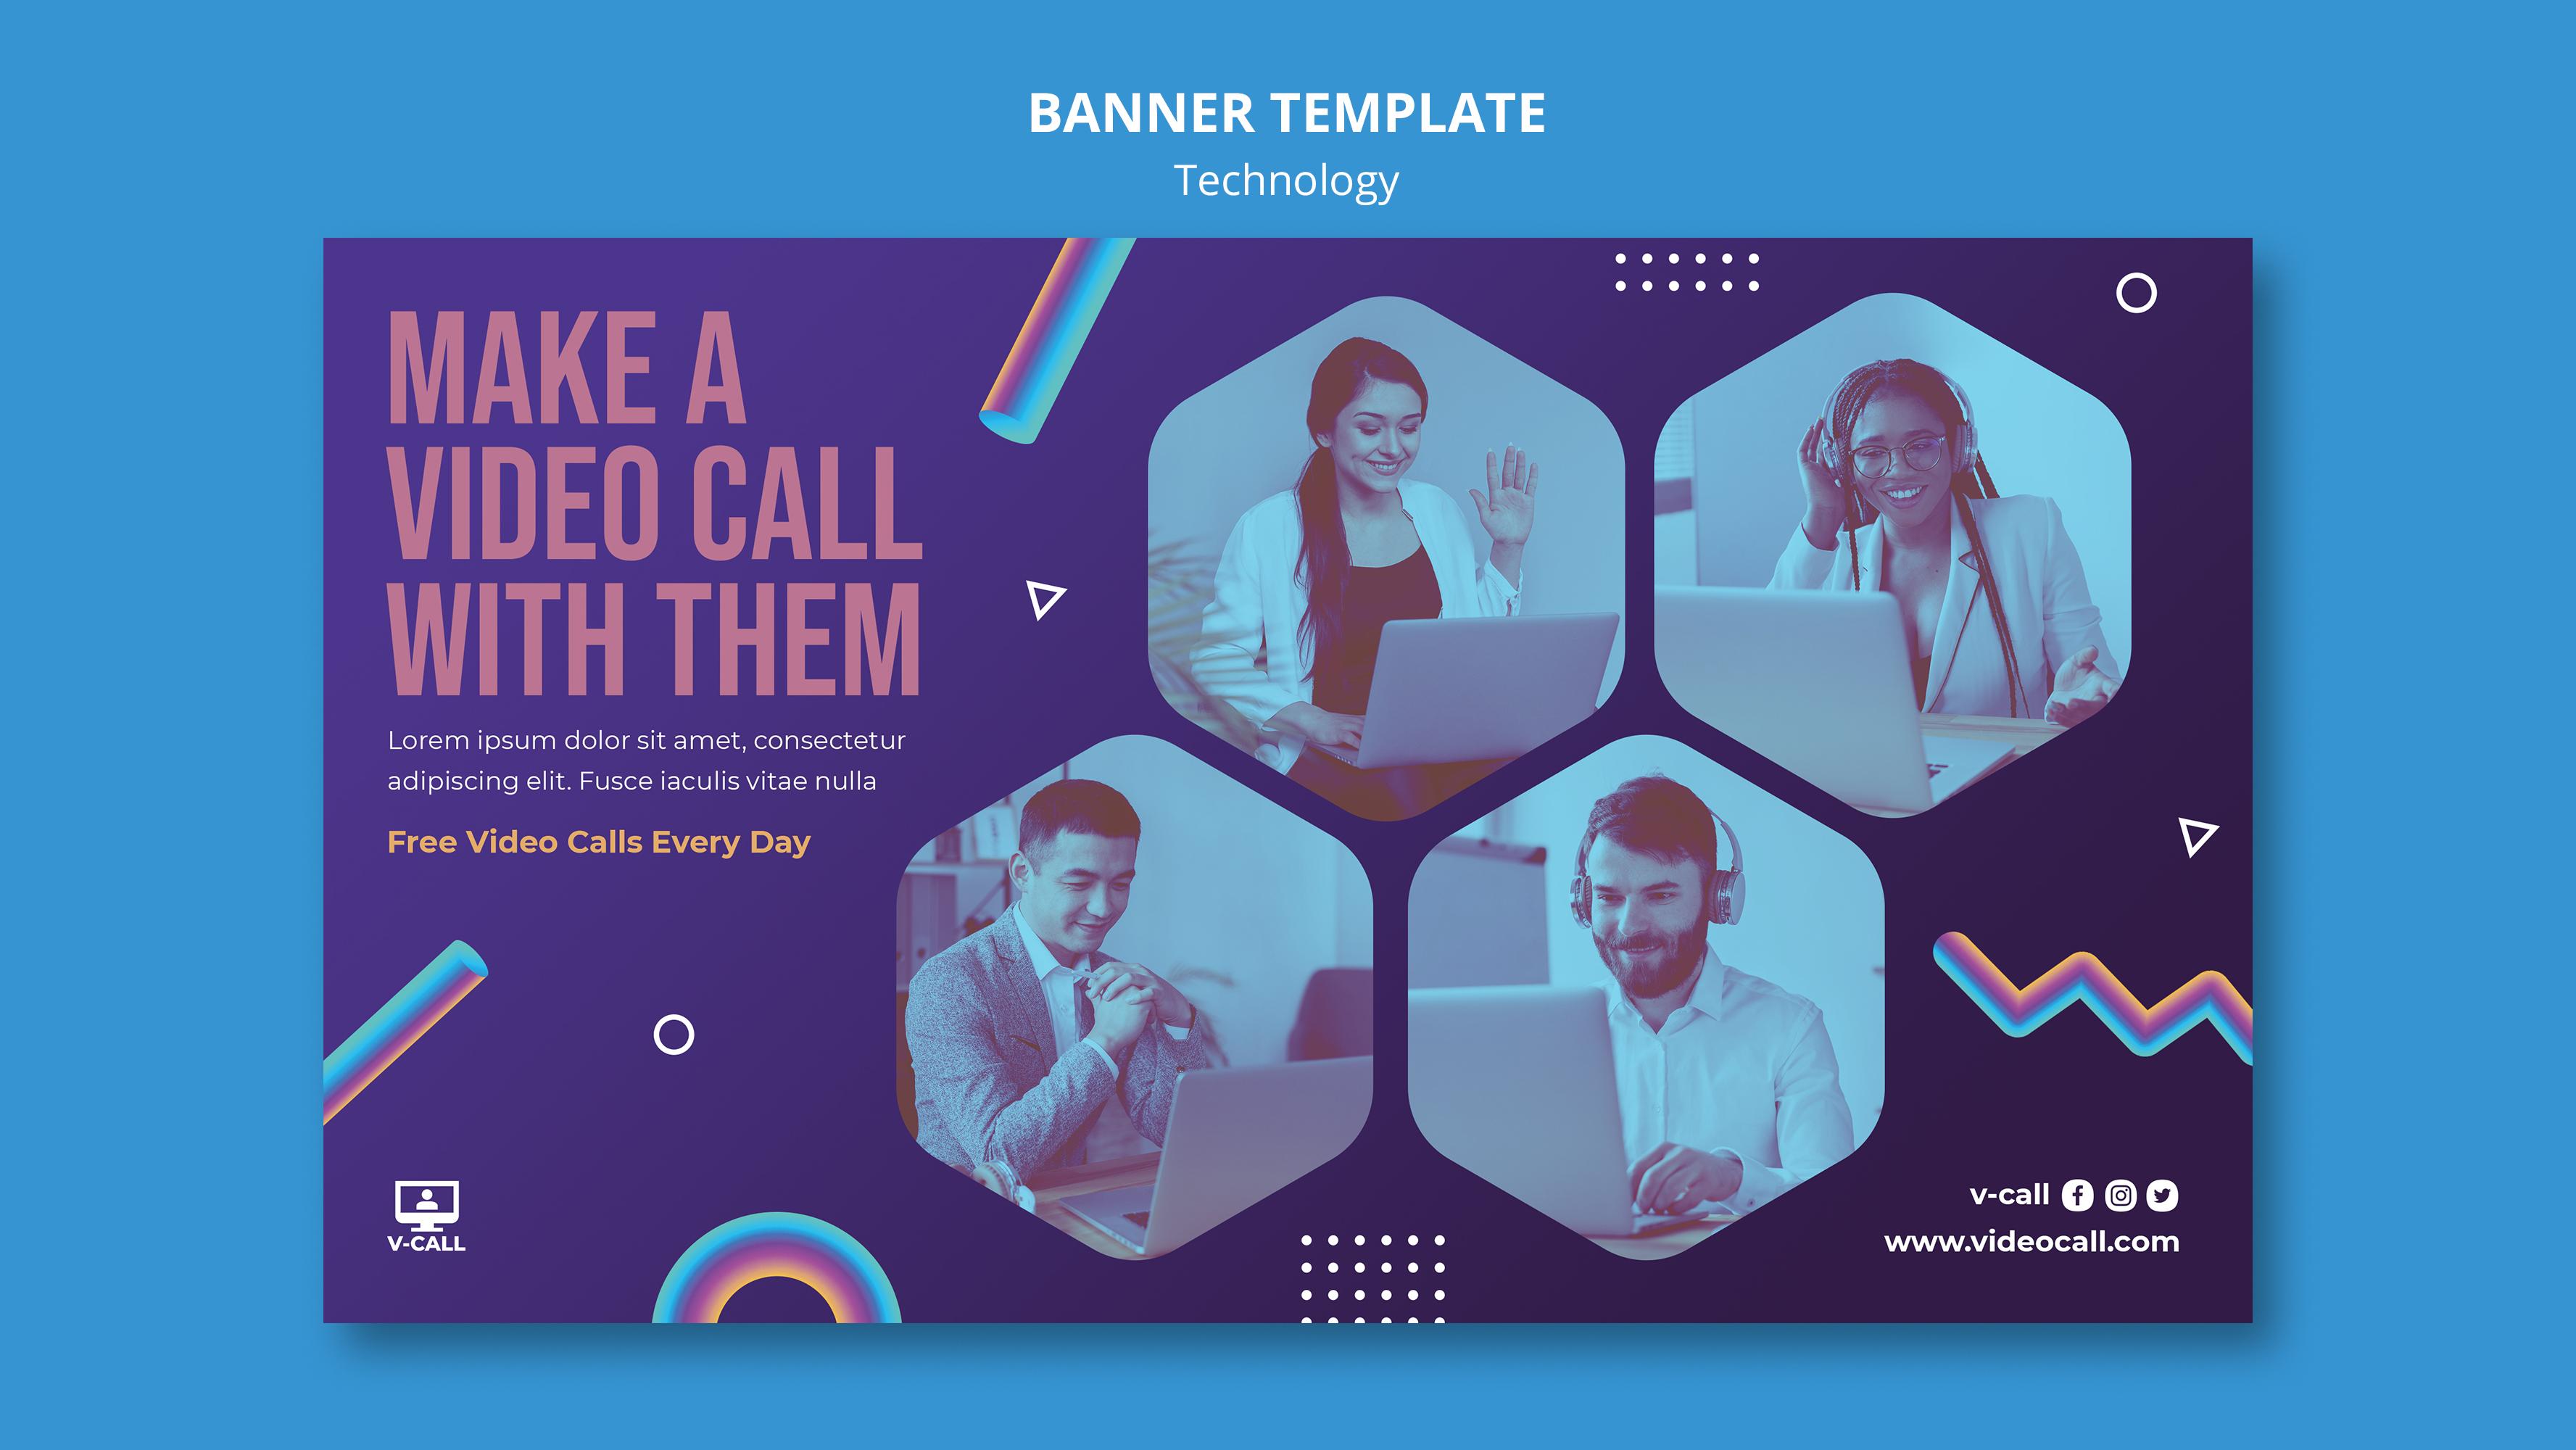 BANNER TEMPLATE
Technology
MAKE A
VIDEO CALL
WITH THEM
Lorem ipsum dolor sit amet, consectetur
adipiscing elit. Fusce iaculis vitae nulla
Free Video Calls Every Day
V-CALL
v-call
www.videocall.com